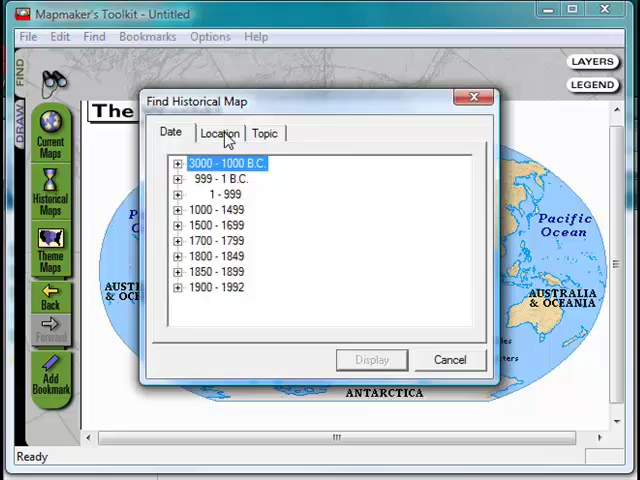 Mapmaker's Toolkit - Untitled
File Edit Find Bookmarks Options Help
FIND
DRAW
LAYERS
LEGEND
Current Maps
Historical Maps
Theme Maps
Back
Forward
Add Bookmark
The
Find Historical Map
Date Location Topic
3000 - 1000 B.C.
999 - 1 B.C.
1 - 999
1000 - 1499
1500 - 1699
1700 - 1799
1800 - 1849
1850 - 1899
1900 - 1992
Display Cancel
Pacific
Ocean
AUSTRALIA
& OCEANIA
AUSTR
& OCE
ANTARCTICA
Ready